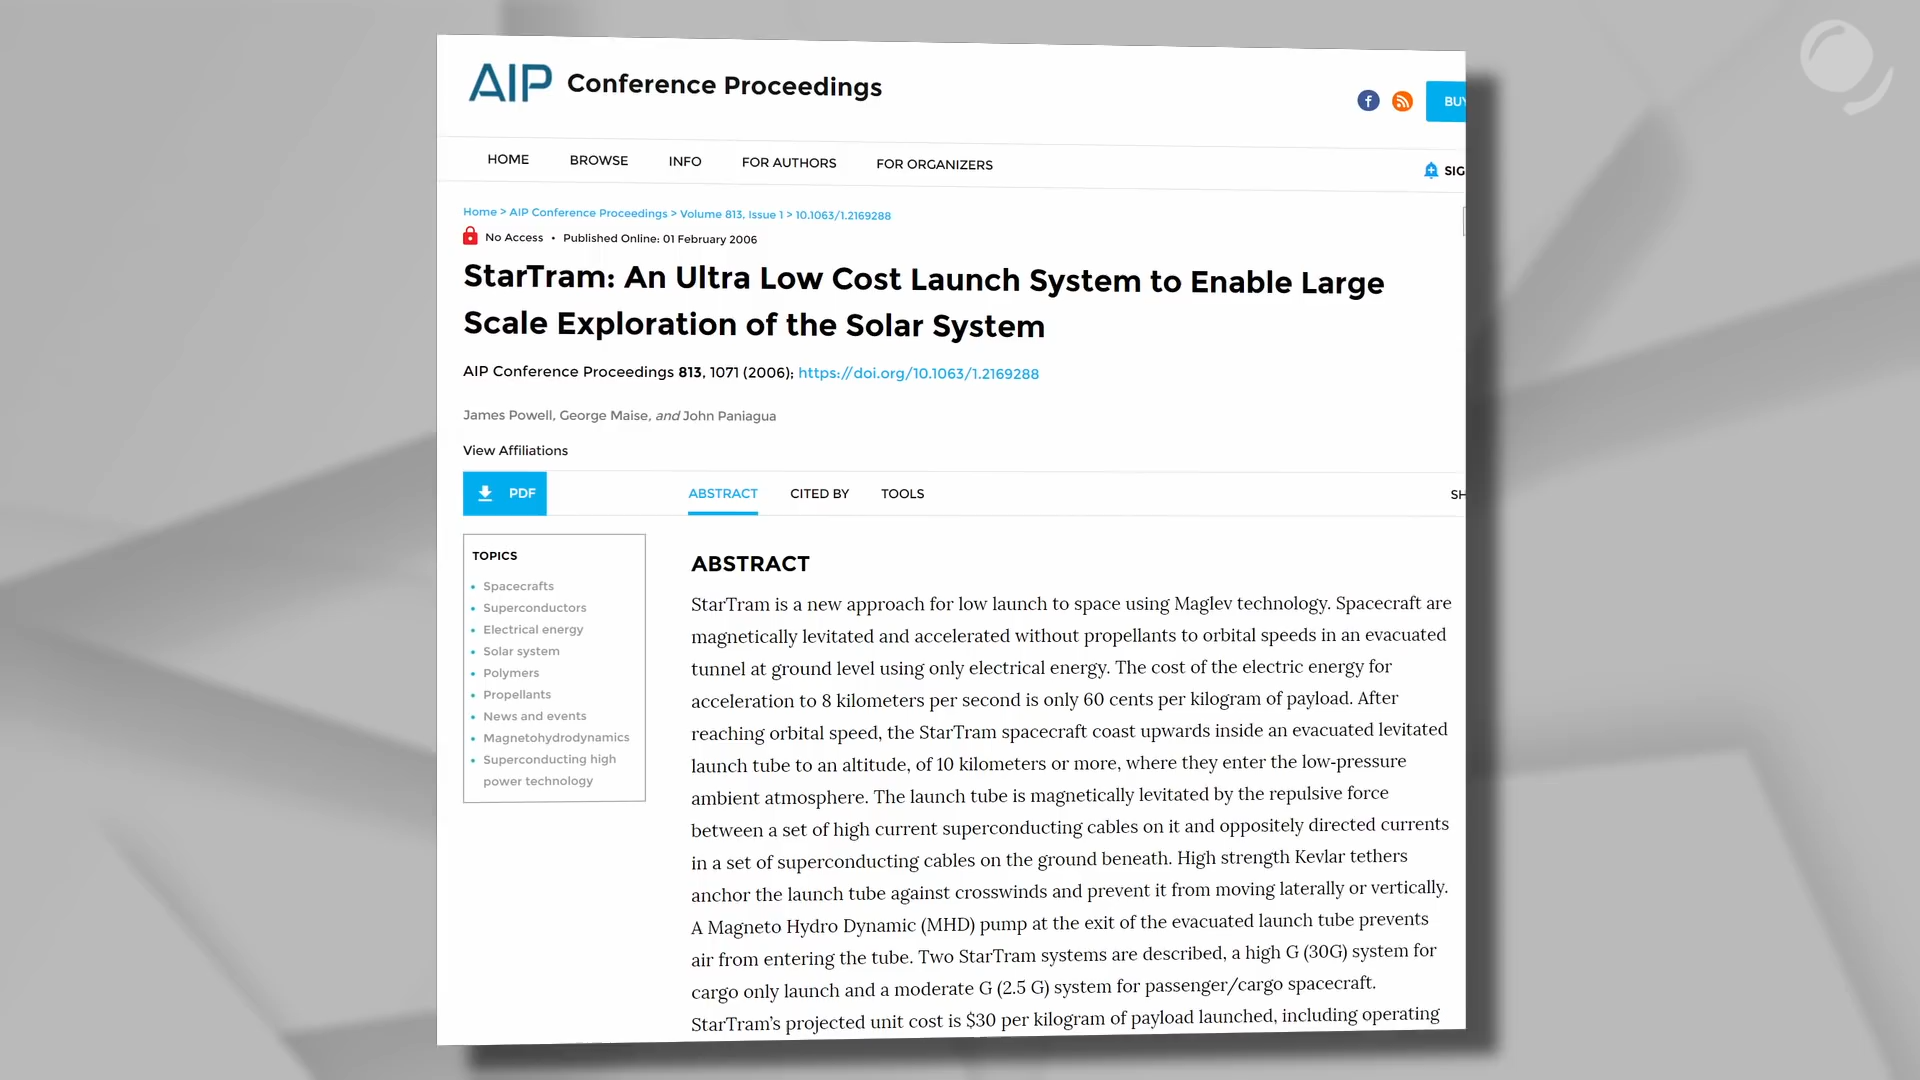 AIP Conference Proceedings
BUY
HOME BROWSE INFO FOR AUTHORS FOR ORGANIZERS
SIG
Home > AIP Conference Proceedings > Volume 813, Issue 1 > 10.1063/1.2169288
No Access • Published Online: 01 February 2006
StarTram: An Ultra Low Cost Launch System to Enable Large
Scale Exploration of the Solar System
AIP Conference Proceedings 813, 1071 (2006); https://doi.org/10.1063/1.2169288
James Powell, George Maise, and John Paniagua
View Affiliations
PDF
ABSTRACT CITED BY TOOLS
SH
TOPICS
• Spacecrafts
• Superconductors
• Electrical energy
• Solar system
• Polymers
• Propellants
• News and events
• Magnetohydrodynamics
• Superconducting high
power technology
ABSTRACT
StarTram is a new approach for low launch to space using Maglev technology. Spacecraft are
magnetically levitated and accelerated without propellants to orbital speeds in an evacuated
tunnel at ground level using only electrical energy. The cost of the electric energy for
acceleration to 8 kilometers per second is only 60 cents per kilogram of payload. After
reaching orbital speed, the StarTram spacecraft coast upwards inside an evacuated levitated
launch tube to an altitude, of 10 kilometers or more, where they enter the low-pressure
ambient atmosphere. The launch tube is magnetically levitated by the repulsive force
between a set of high current superconducting cables on it and oppositely directed currents
in a set of superconducting cables on the ground beneath. High strength Kevlar tethers
anchor the launch tube against crosswinds and prevent it from moving laterally or vertically.
A Magneto Hydro Dynamic (MHD) pump at the exit of the evacuated launch tube prevents
air from entering the tube. Two StarTram systems are described, a high G (30G) system for
cargo only launch and a moderate G (2.5 G) system for passenger/cargo spacecraft.
StarTram's projected unit cost is $30 per kilogram of payload launched, including operating